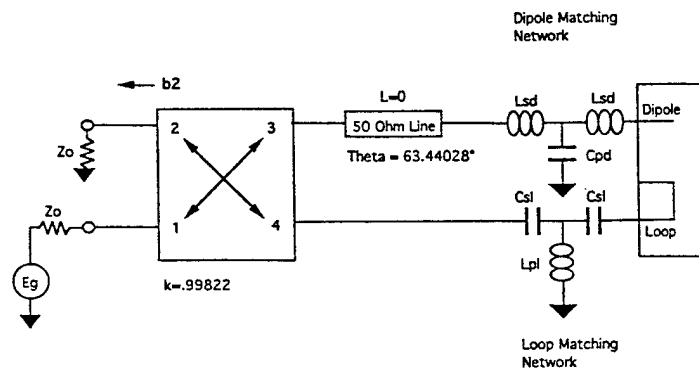 Dipole Matching
Network
b2
L=0
Lsd
Lsd
2
3
50 Ohm Line
Dipole
Zo
Theta = 63.44028°
Cpd
Zo
Csl
Csl
1
4
Loop
Eg
Lpl
k=.99822
Loop Matching
Network